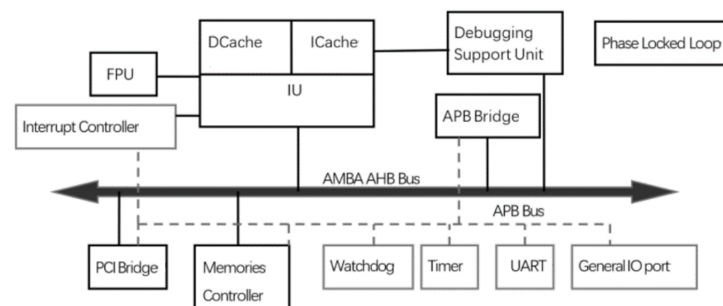 DCache
ICache
Debugging
Support Unit
Phase Locked Loop
FPU
IU
Interrupt Controller
APB Bridge
AMBA AHB Bus
APB Bus
PCI Bridge
Memories
Controller
Watchdog
Timer
UART
General IO port